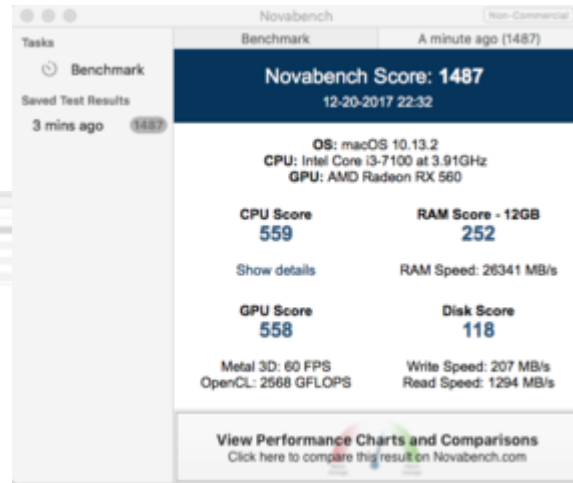 Novabench
Non-Commercial
Tasks
Benchmark
Saved Test Results
3 mins ago 1487
Benchmark
A minute ago (1487)
Novabench Score: 1487
12-20-2017 22:32
OS: macOS 10.13.2
CPU: Intel Core i3-7100 at 3.91GHz
GPU: AMD Radeon RX 560
CPU Score
559
Show details
RAM Score - 12GB
252
RAM Speed: 26341 MB/s
GPU Score
558
Metal 3D: 60 FPS
OpenCL: 2568 GFLOPS
Disk Score
118
Write Speed: 207 MB/s
Read Speed: 1294 MB/s
View Performance Charts and Comparisons
Click here to compare this result on Novabench.com